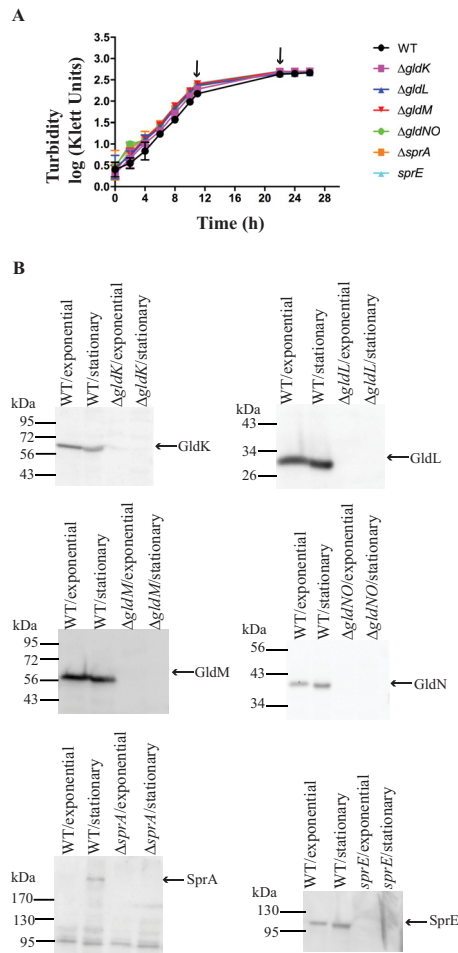 A
Turbidity
log (Klett Units)
3.0
2.5
2.0
1.5
1.0
0.5
0.0
0 4 8 12 16 20 24 28
Time (h)
WT
ΔgldK
ΔgldL
ΔgldM
ΔgldNO
ΔsprA
sprE
B
WT/exponential
WT/stationary
ΔgldK/exponential
ΔgldK/stationary
kDa
95
72
56
43
GldK
WT/exponential
WT/stationary
ΔgldL/exponential
ΔgldL/stationary
kDa
43
34
26
GldL
WT/exponential
WT/stationary
ΔgldM/exponential
ΔgldM/stationary
kDa
95
72
56
43
GldM
WT/exponential
WT/stationary
ΔgldNO/exponential
ΔgldNO/stationary
kDa
56
43
34
GldN
WT/exponential
WT/stationary
ΔsprA/exponential
ΔsprA/stationary
kDa
170
130
95
SprA
WT/exponential
WT/stationary
sprE/exponential
sprE/stationary
kDa
130
95
SprE